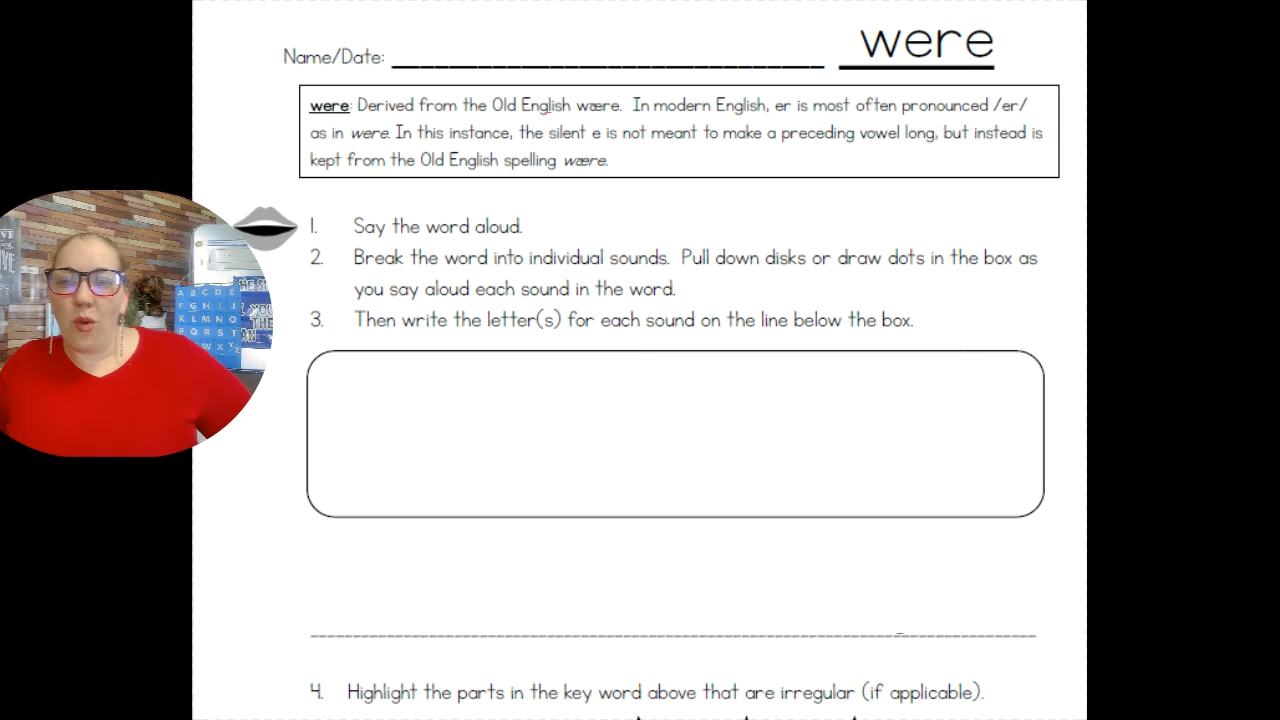 were
Name/Date:
were: Derived from the Old English wære. In modern English, er is most often pronounced /er/
as in were. In this instance, the silent e is not meant to make a preceding vowel long, but instead is
kept from the Old English spelling wære.
1. Say the word aloud.
2. Break the word into individual sounds. Pull down disks or draw dots in the box as
you say aloud each sound in the word.
3. Then write the letter(s) for each sound on the line below the box.
A B C D E
F G H I J
K L M N O
P Q R S T
4. Highlight the parts in the key word above that are irregular (if applicable).